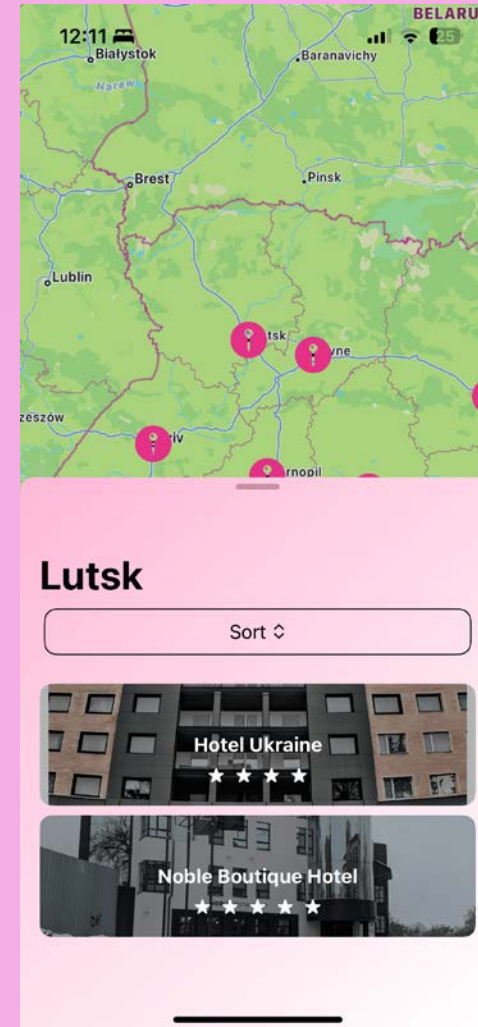 BELARU
12:11
25
Białystok
Baranavichy
Narew
Brest
Pinsk
Lublin
tsk
vne
zeszów
iv
rnopil
Lutsk
Sort
Hotel Ukraine
★ ★ ★ ★
Noble Boutique Hotel
★ ★ ★ ★ ★